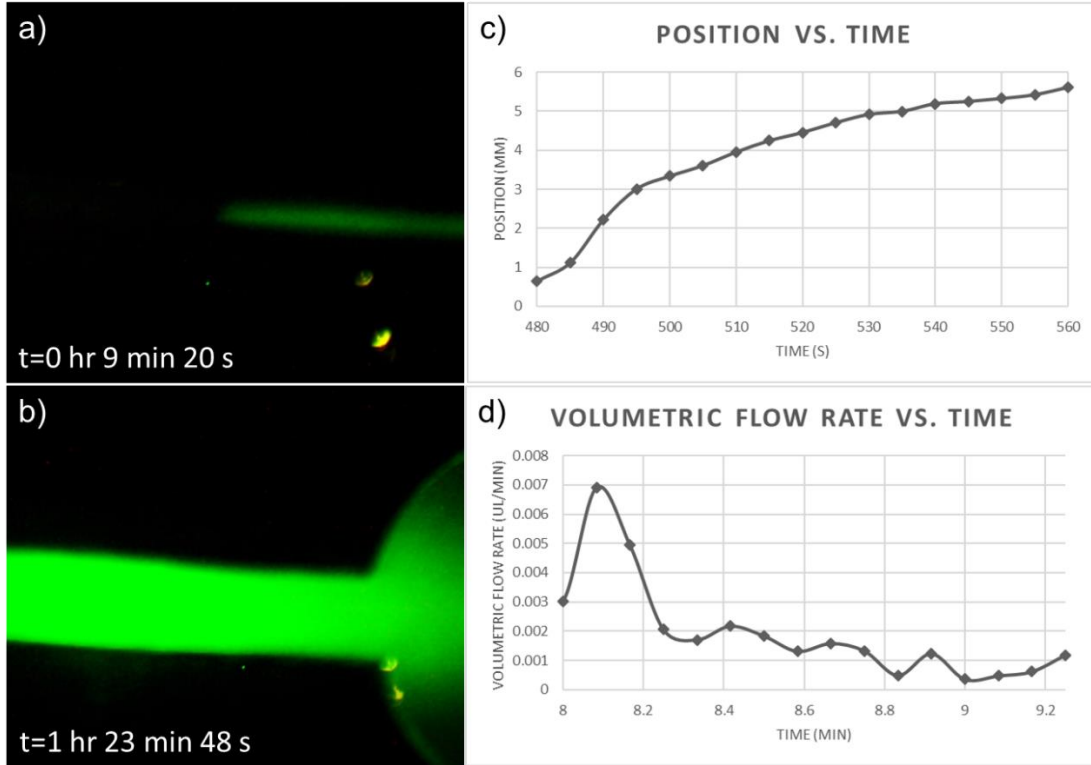 a)
t=0 hr 9 min 20 s
b)
t=1 hr 23 min 48 s
c)
POSITION VS. TIME
POSITION (MM)
6
5
4
3
2
1
0
480 490 500 510 520 530 540 550 560
TIME (S)
d)
VOLUMETRIC FLOW RATE VS. TIME
VOLUMETRIC FLOW RATE (UL/MIN)
0.008
0.007
0.006
0.005
0.004
0.003
0.002
0.001
0
8 8.2 8.4 8.6 8.8 9 9.2
TIME (MIN)